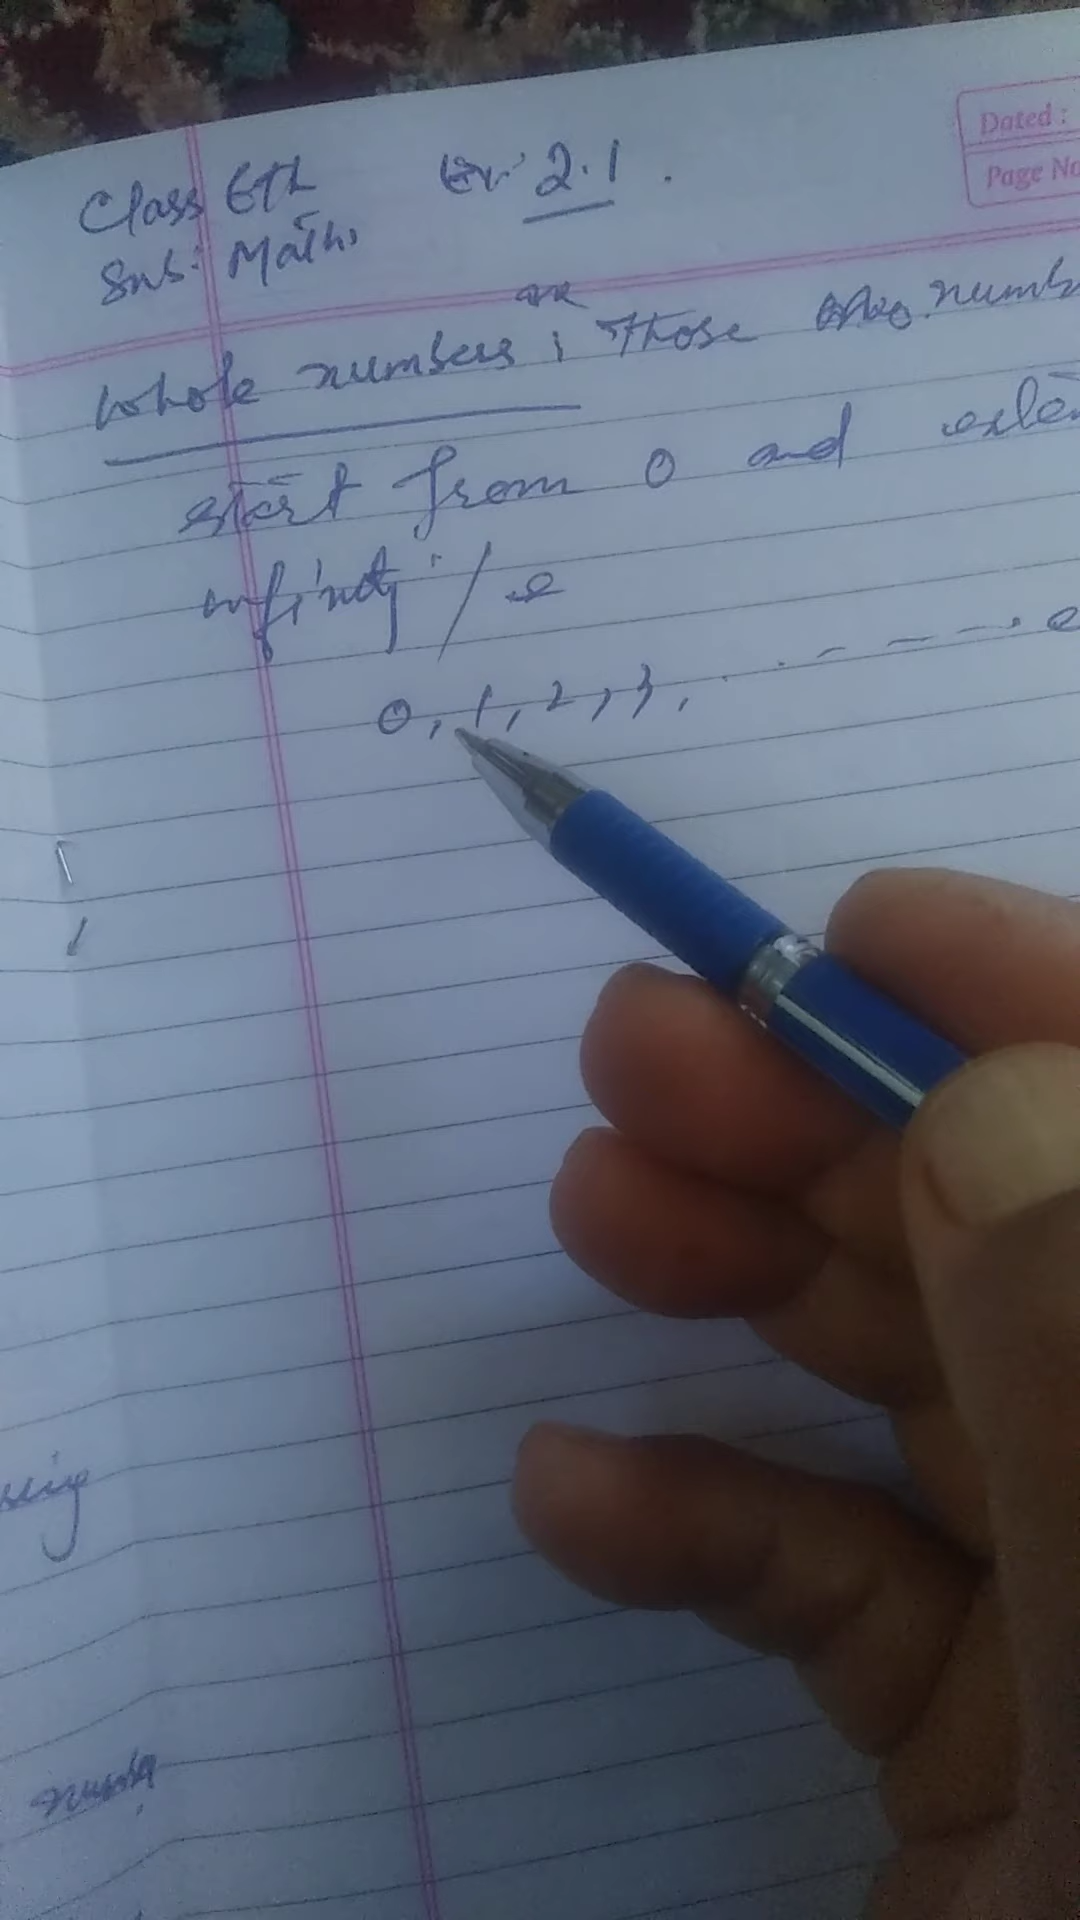 Dated :
Page No
Class 6th Ex: 2.1
Sub: Maths
are
Whole numbers : Those numb
start from 0 and exten
infinity / e
0, 1, 2, 3, . . - - - - . e